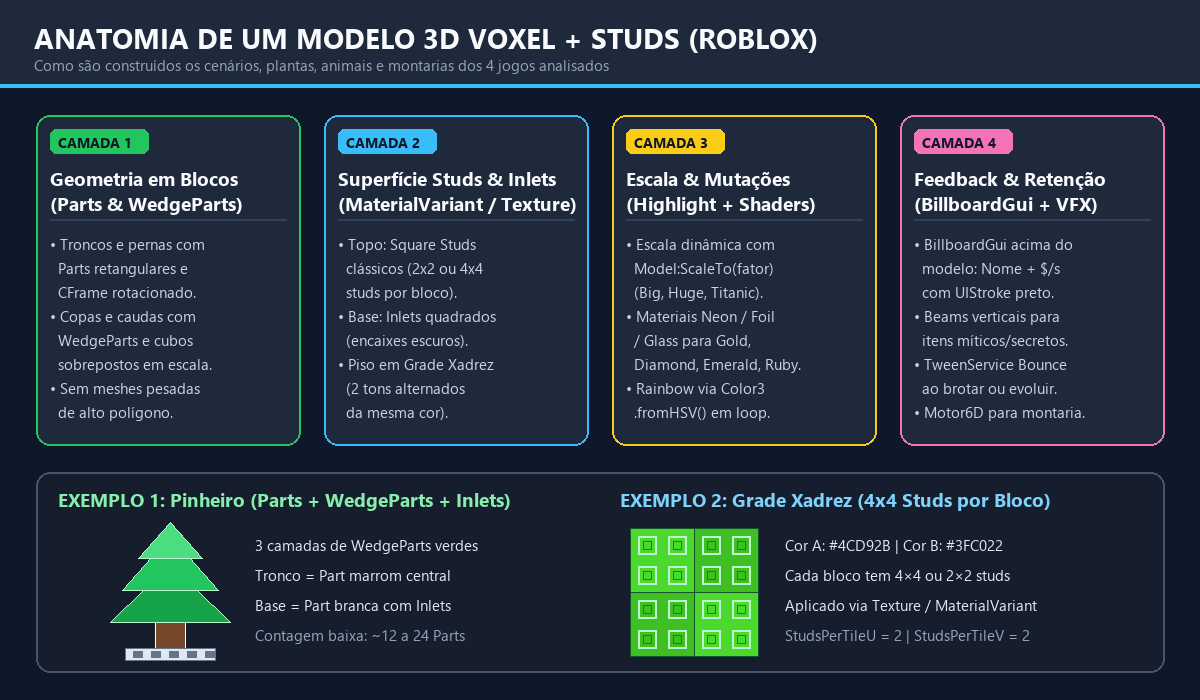 ANATOMIA DE UM MODELO 3D VOXEL + STUDS (ROBLOX)
Como são construídos os cenários, plantas, animais e montarias dos 4 jogos analisados
CAMADA 1
Geometria em Blocos
(Parts & WedgeParts)
• Troncos e pernas com
Parts retangulares e
CFrame rotacionado.
• Copas e caudas com
WedgeParts e cubos
sobrepostos em escala.
• Sem meshes pesadas
de alto polígono.
CAMADA 2
Superfície Studs & Inlets
(MaterialVariant / Texture)
• Topo: Square Studs
clássicos (2x2 ou 4x4
studs por bloco).
• Base: Inlets quadrados
(encaixes escuros).
• Piso em Grade Xadrez
(2 tons alternados
da mesma cor).
CAMADA 3
Escala & Mutações
(Highlight + Shaders)
• Escala dinâmica com
Model:ScaleTo(fator)
(Big, Huge, Titanic).
• Materiais Neon / Foil
/ Glass para Gold,
Diamond, Emerald, Ruby.
• Rainbow via Color3
.fromHSV() em loop.
CAMADA 4
Feedback & Retenção
(BillboardGui + VFX)
• BillboardGui acima do
modelo: Nome + $/s
com UIStroke preto.
• Beams verticais para
itens míticos/secretos.
• TweenService Bounce
ao brotar ou evoluir.
• Motor6D para montaria.
EXEMPLO 1: Pinheiro (Parts + WedgeParts + Inlets)
3 camadas de WedgeParts verdes
Tronco = Part marrom central
Base = Part branca com Inlets
Contagem baixa: ~12 a 24 Parts
EXEMPLO 2: Grade Xadrez (4x4 Studs por Bloco)
Cor A: #4CD92B | Cor B: #3FC022
Cada bloco tem 4×4 ou 2×2 studs
Aplicado via Texture / MaterialVariant
StudsPerTileU = 2 | StudsPerTileV = 2